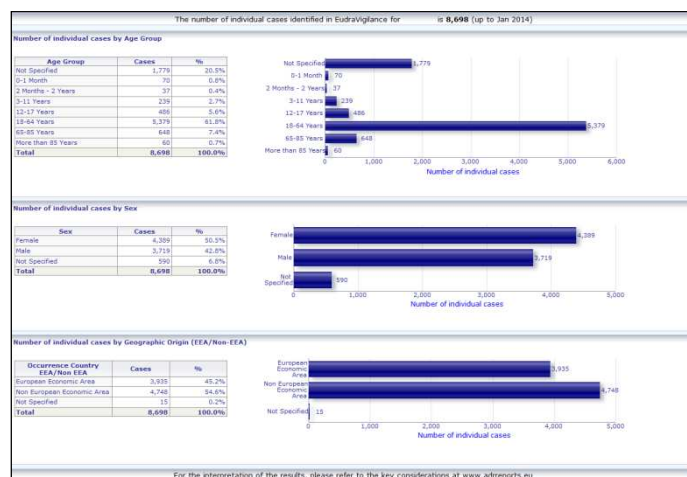 The number of individual cases identified in EudraVigilance for is 8,698 (up to Jan 2014)
Number of individual cases by Age Group
Age Group Cases %
Not Specified 1,779 20.5%
0-1 Month 70 0.8%
2 Months - 2 Years 37 0.4%
3-11 Years 239 2.7%
12-17 Years 486 5.6%
18-64 Years 5,379 61.8%
65-85 Years 648 7.4%
More than 85 Years 60 0.7%
Total 8,698 100.0%
Not Specified 1,779
0-1 Month 70
2 Months - 2 Years 37
3-11 Years 239
12-17 Years 486
18-64 Years 5,379
65-85 Years 648
More than 85 Years 60
0 1,000 2,000 3,000 4,000 5,000 6,000
Number of individual cases
Number of individual cases by Sex
Sex Cases %
Female 4,389 50.5%
Male 3,719 42.8%
Not Specified 590 6.8%
Total 8,698 100.0%
Female 4,389
Male 3,719
Not
Specified 590
0 1,000 2,000 3,000 4,000 5,000
Number of individual cases
Number of individual cases by Geographic Origin (EEA/Non-EEA)
Occurrence Country
EEA/Non EEA Cases %
European Economic Area 3,935 45.2%
Non European Economic Area 4,748 54.6%
Not Specified 15 0.2%
Total 8,698 100.0%
European
Economic 3,935
Area
Non European
Economic 4,748
Area
Not Specified 15
0 1,000 2,000 3,000 4,000 5,000
Number of individual cases
For the interpretation of the results, please refer to the key considerations at www.adrreports.eu